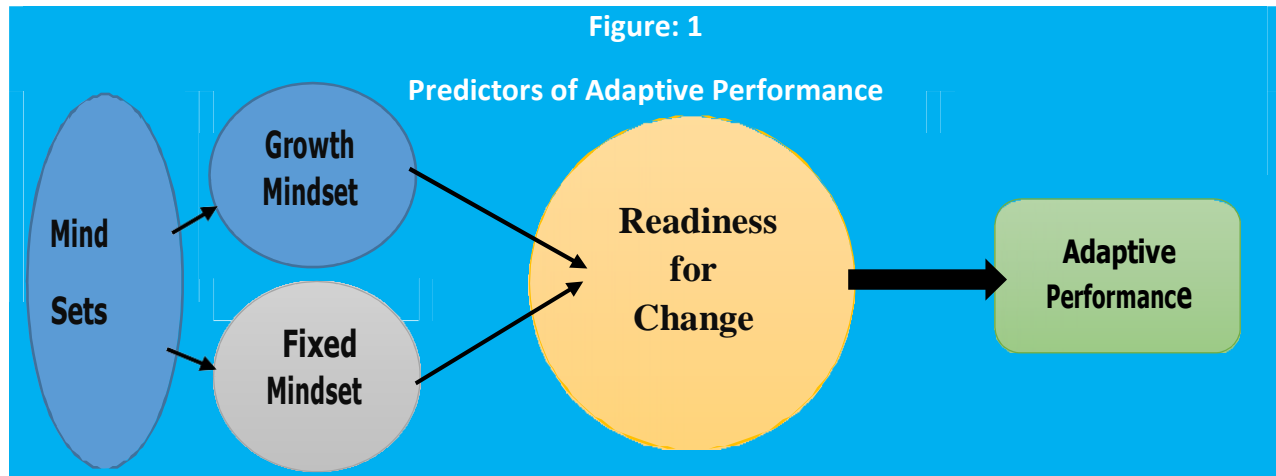 Figure: 1
Predictors of Adaptive Performance
Mind
Sets
Growth
Mindset
Fixed
Mindset
Readiness
for
Change
Adaptive
Performance